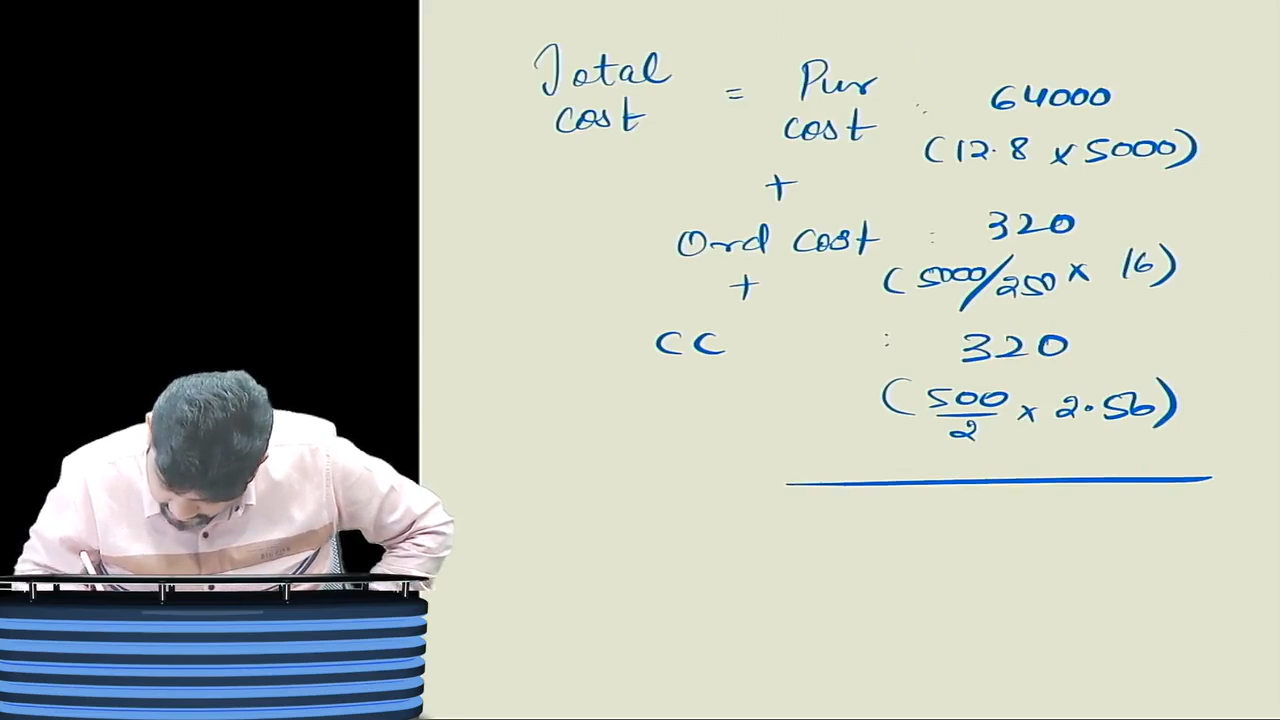 Total cost = Pur cost : 64000
(12.8 x 5000)
+
Ord cost : 320
(5000/250 x 16)
+
CC : 320
(500/2 x 2.56)